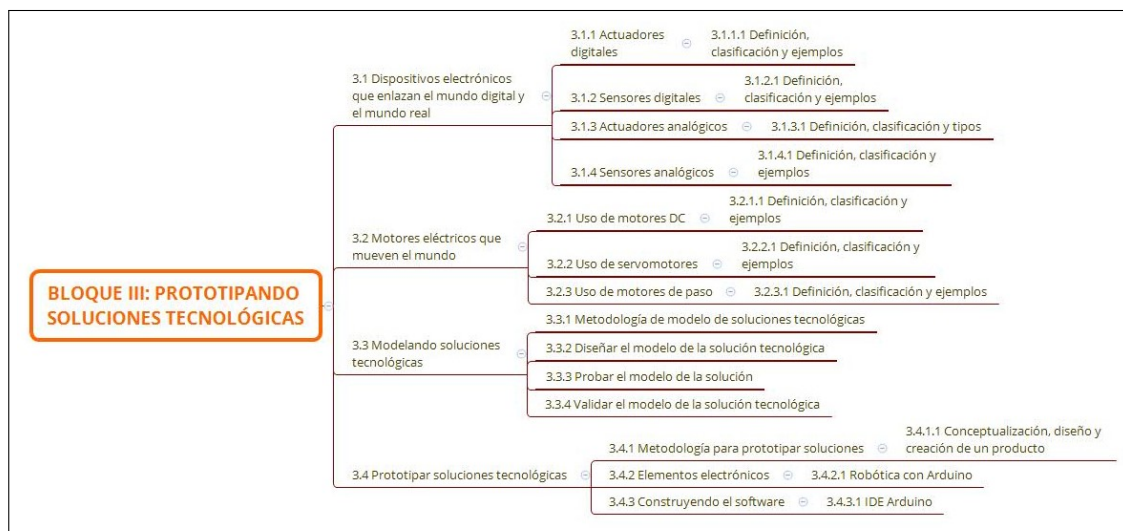 BLOQUE III: PROTOTIPANDO
SOLUCIONES TECNOLÓGICAS
3.1 Dispositivos electrónicos
que enlazan el mundo digital y
el mundo real
3.1.1 Actuadores
digitales
3.1.1.1 Definición,
clasificación y ejemplos
3.1.2 Sensores digitales
3.1.2.1 Definición,
clasificación y ejemplos
3.1.3 Actuadores analógicos
3.1.3.1 Definición, clasificación y tipos
3.1.4 Sensores analógicos
3.1.4.1 Definición, clasificación y
ejemplos
3.2 Motores eléctricos que
mueven el mundo
3.2.1 Uso de motores DC
3.2.1.1 Definición, clasificación y
ejemplos
3.2.2 Uso de servomotores
3.2.2.1 Definición, clasificación y
ejemplos
3.2.3 Uso de motores de paso
3.2.3.1 Definición, clasificación y ejemplos
3.3 Modelando soluciones
tecnológicas
3.3.1 Metodología de modelo de soluciones tecnológicas
3.3.2 Diseñar el modelo de la solución tecnológica
3.3.3 Probar el modelo de la solución
3.3.4 Validar el modelo de la solución tecnológica
3.4 Prototipar soluciones tecnológicas
3.4.1 Metodología para prototipar soluciones
3.4.1.1 Conceptualización, diseño y
creación de un producto
3.4.2 Elementos electrónicos
3.4.2.1 Robótica con Arduino
3.4.3 Construyendo el software
3.4.3.1 IDE Arduino